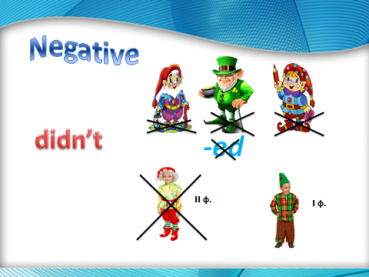 Negative
didn't
-ed
II ф.
I ф.